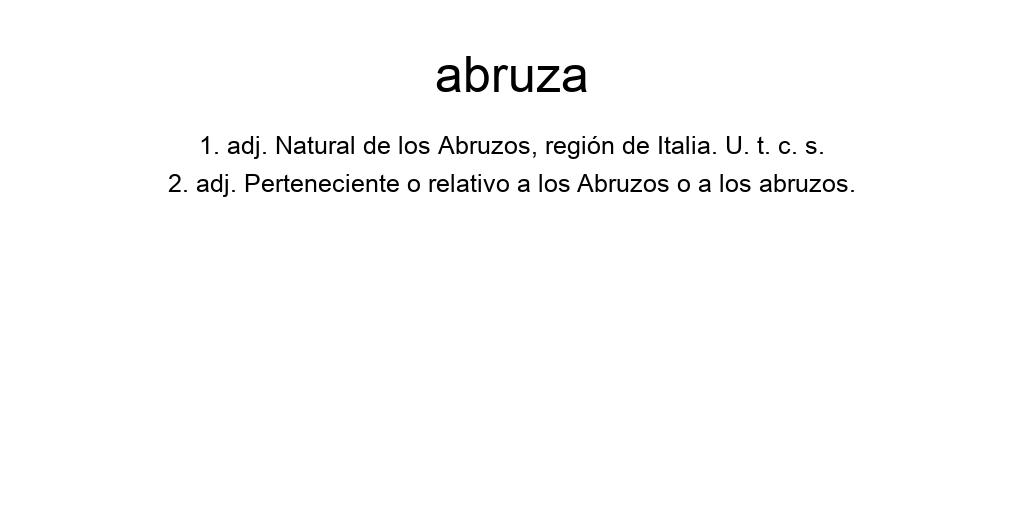 abruza
1. adj. Natural de los Abruzos, región de Italia. U. t. c. s.
2. adj. Perteneciente o relativo a los Abruzos o a los abruzos.